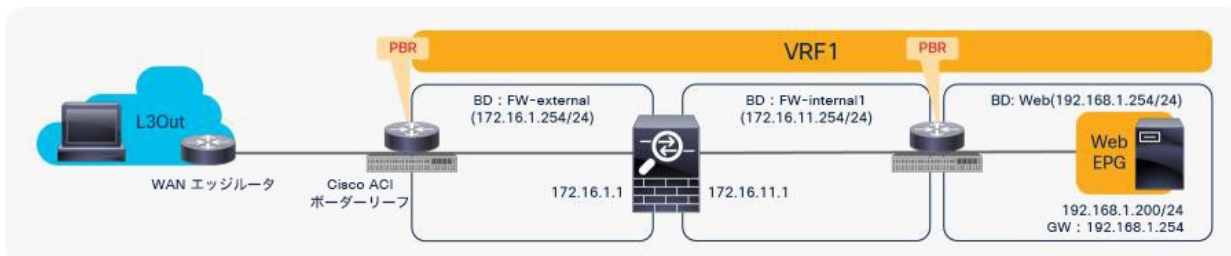 PBR
VRF1
PBR
BD：FW-external
(172.16.1.254/24)
BD：FW-internal1
(172.16.11.254/24)
BD: Web(192.168.1.254/24)
L3Out
Web
EPG
WAN エッジルータ
Cisco ACI
ボーダーリーフ
172.16.1.1
172.16.11.1
192.168.1.200/24
GW：192.168.1.254